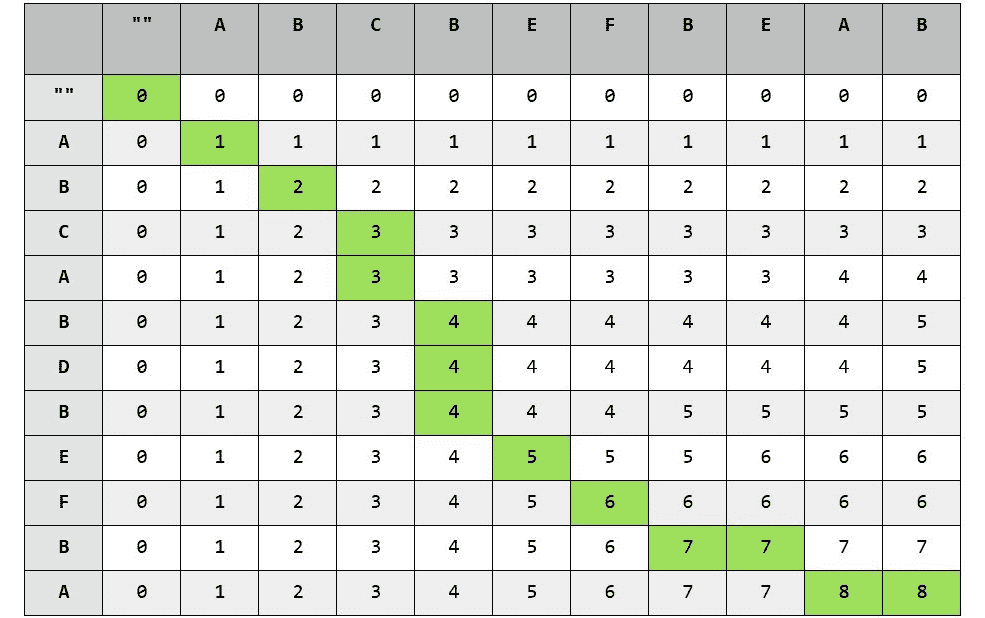 "" A B C B E F B E A B
"" 0 0 0 0 0 0 0 0 0 0 0
A 0 1 1 1 1 1 1 1 1 1 1
B 0 1 2 2 2 2 2 2 2 2 2
C 0 1 2 3 3 3 3 3 3 3 3
A 0 1 2 3 3 3 3 3 3 4 4
B 0 1 2 3 4 4 4 4 4 4 5
D 0 1 2 3 4 4 4 4 4 4 5
B 0 1 2 3 4 4 4 5 5 5 5
E 0 1 2 3 4 5 5 5 6 6 6
F 0 1 2 3 4 5 6 6 6 6 6
B 0 1 2 3 4 5 6 7 7 7 7
A 0 1 2 3 4 5 6 7 7 8 8